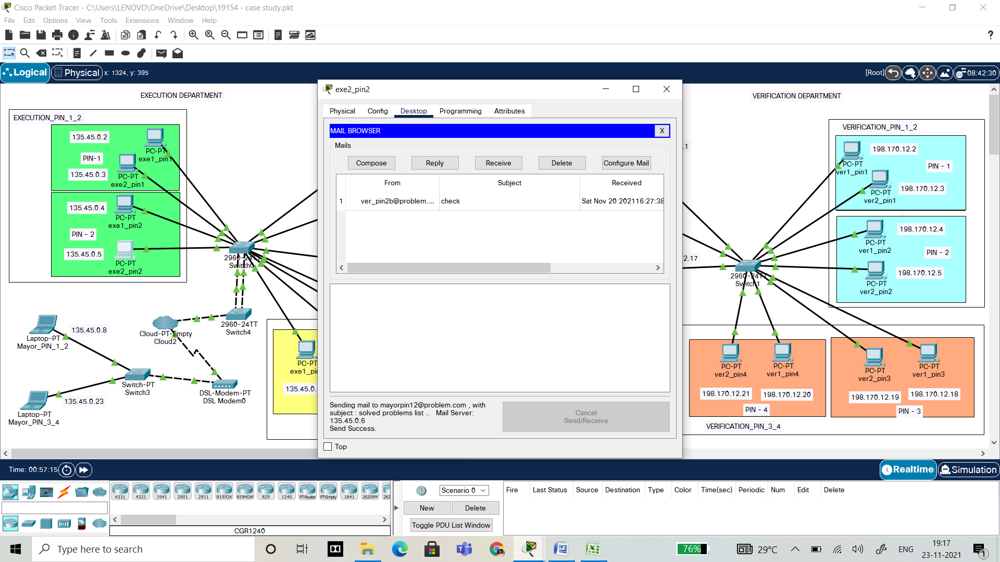 Cisco Packet Tracer - C:\Users\LENOVO\OneDrive\Desktop\19154 - case study.pkt
File Edit Options View Tools Extensions Window Help
Logical Physical x: 1324, y: 395
[Root] 08:42:30
EXECUTION DEPARTMENT
VERIFICATION DEPARTMENT
EXECUTION_PIN_1_2
135.45.0.2
PC-PT
exe1_pin1
PIN-1
135.45.0.3
PC-PT
exe2_pin1
135.45.0.4
PC-PT
exe1_pin2
PIN - 2
135.45.0.5
PC-PT
exe2_pin2
2960-24TT
Switch0
2960-24TT
Switch4
Cloud-PT-Empty
Cloud2
135.45.0.8
Laptop-PT
Mayor_PIN_1_2
Switch-PT
Switch3
DSL-Modem-PT
DSL Modem0
135.45.0.23
Laptop-PT
Mayor_PIN_3_4
PC-PT
exe1_pi
135.45.0.
exe2_pin2
Physical Config Desktop Programming Attributes
MAIL BROWSER X
Mails
Compose Reply Receive Delete Configure Mail
From Subject Received
1 ver_pin2b@problem.... check Sat Nov 20 202116:27:38
Sending mail to mayorpin12@problem.com , with
subject : solved problems list .. Mail Server:
135.45.0.6
Send Success.
Cancel
Send/Receive
Top
.1
2.17
VERIFICATION_PIN_1_2
198.170.12.2
PC-PT
ver1_pin1
PIN - 1
198.170.12.3
PC-PT
ver2_pin1
198.170.12.4
PC-PT
ver1_pin2
PIN - 2
198.170.12.5
PC-PT
ver2_pin2
2960-24TT
Switch1
PC-PT
ver2_pin4
PC-PT
ver1_pin4
198.170.12.21
198.170.12.20
PIN - 4
PC-PT
ver2_pin3
PC-PT
ver1_pin3
198.170.12.19
198.170.12.18
PIN - 3
VERIFICATION_PIN_3_4
Time: 00:57:15
Realtime Simulation
4331 4321 1941 2901 2911 819IOX 819HGW 829 1240 PT-Router PT-Empty 1841 2620XM 262
CGR1240
Scenario 0
New Delete
Toggle PDU List Window
Fire Last Status Source Destination Type Color Time(sec) Periodic Num Edit Delete
Type here to search
76%
29°C
ENG
19:17
23-11-2021
1